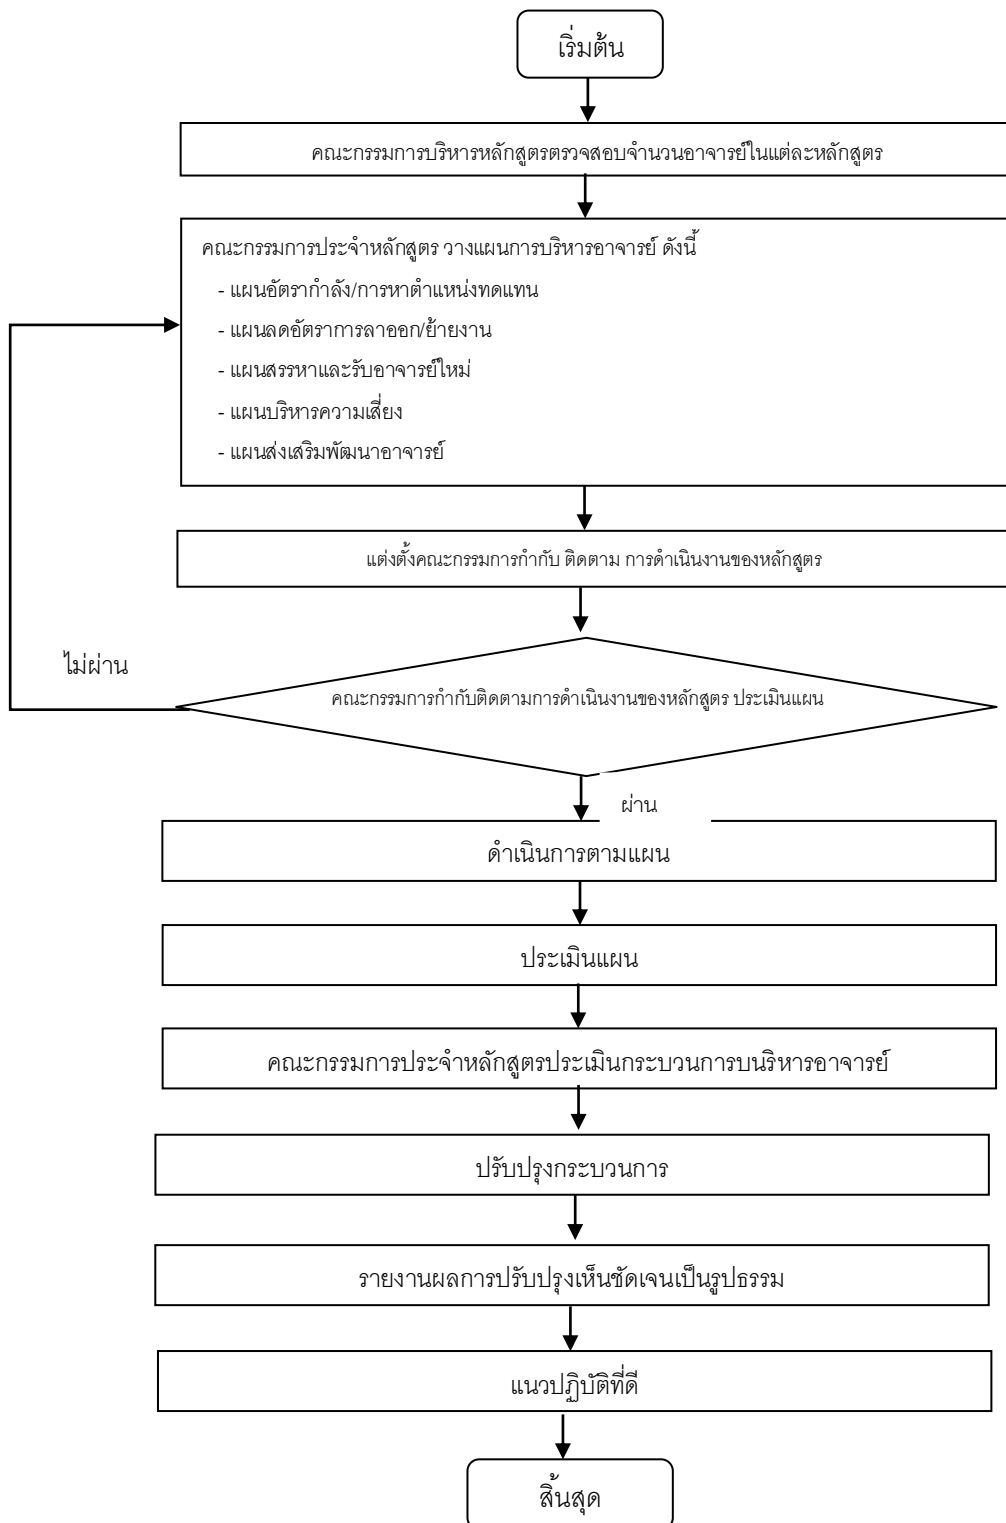 เริ่มต้น
คณะกรรมการบริหารหลักสูตรตรวจสอบจำนวนอาจารย์ในแต่ละหลักสูตร
คณะกรรมการประจำหลักสูตร วางแผนการบริหารอาจารย์ ดังนี้
- แผนอัตรากำลัง/การหาตำแหน่งทดแทน
- แผนลดอัตราการลาออก/ย้ายงาน
- แผนสรรหาและรับอาจารย์ใหม่
- แผนบริหารความเสี่ยง
- แผนส่งเสริมพัฒนาอาจารย์
แต่งตั้งคณะกรรมการกำกับ ติดตาม การดำเนินงานของหลักสูตร
ไม่ผ่าน
คณะกรรมการกำกับติดตามการดำเนินงานของหลักสูตร ประเมินแผน
ผ่าน
ดำเนินการตามแผน
ประเมินแผน
คณะกรรมการประจำหลักสูตรประเมินกระบวนการบนริหารอาจารย์
ปรับปรุงกระบวนการ
รายงานผลการปรับปรุงเห็นชัดเจนเป็นรูปธรรม
แนวปฏิบัติที่ดี
สิ้นสุด